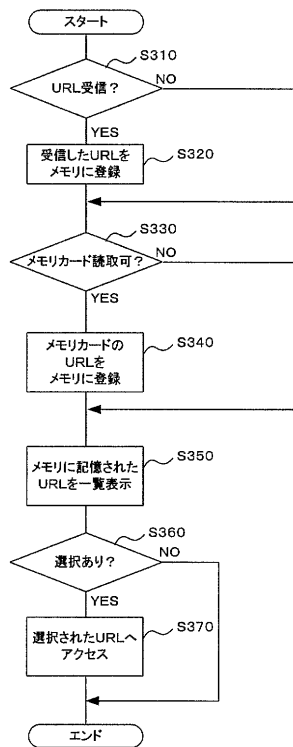 スタート
S310
URL受信？
NO
YES
受信したURLを
メモリに登録
S320
S330
メモリカード読取可？
NO
YES
メモリカードの
URLを
メモリに登録
S340
メモリに記憶された
URLを一覧表示
S350
S360
選択あり？
NO
YES
選択されたURLへ
アクセス
S370
エンド